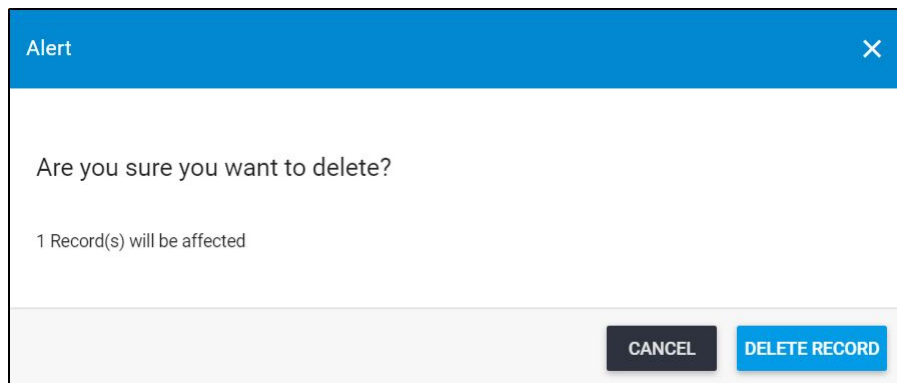 Alert
Are you sure you want to delete?
1 Record(s) will be affected
CANCEL
DELETE RECORD